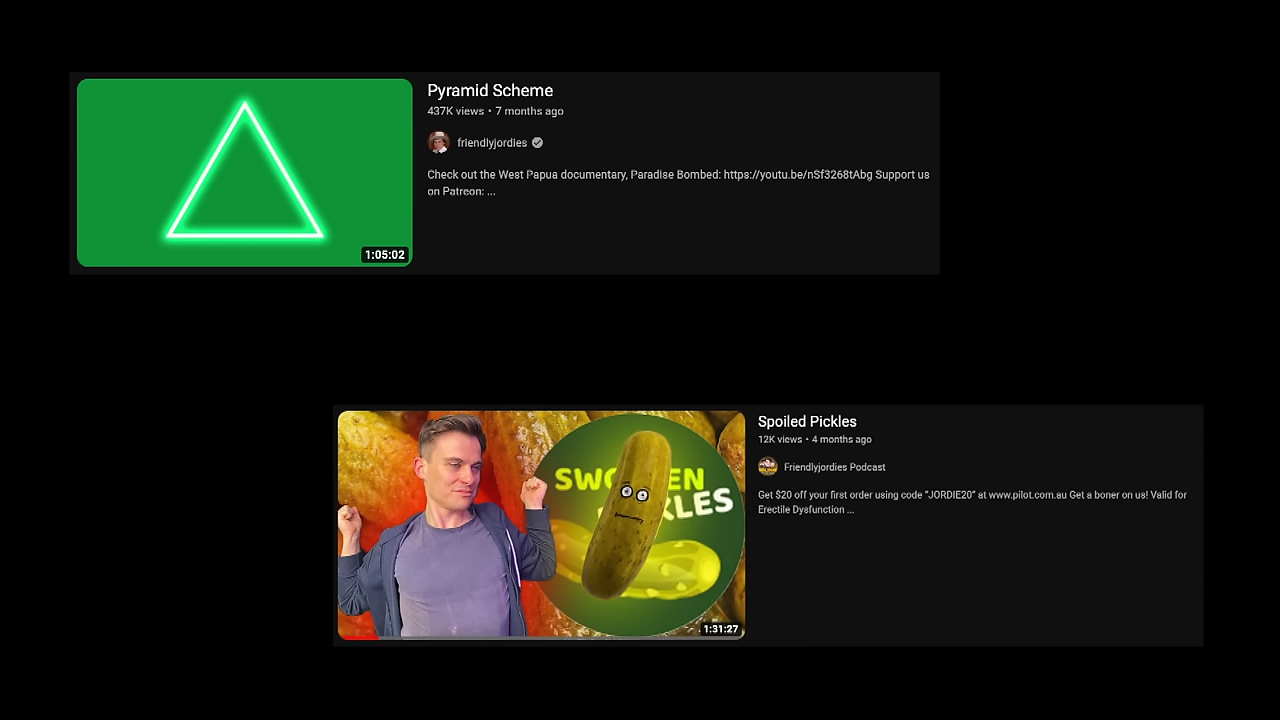 Pyramid Scheme
437K views • 7 months ago
friendlyjordies
Check out the West Papua documentary, Paradise Bombed: https://youtu.be/nSf3268tAbg Support us
on Patreon: ...
1:05:02
Spoiled Pickles
12K views • 4 months ago
Friendlyjordies Podcast
Get $20 off your first order using code "JORDIE20" at www.pilot.com.au Get a boner on us! Valid for
Erectile Dysfunction ...
SWO EN
KLES
1:31:27